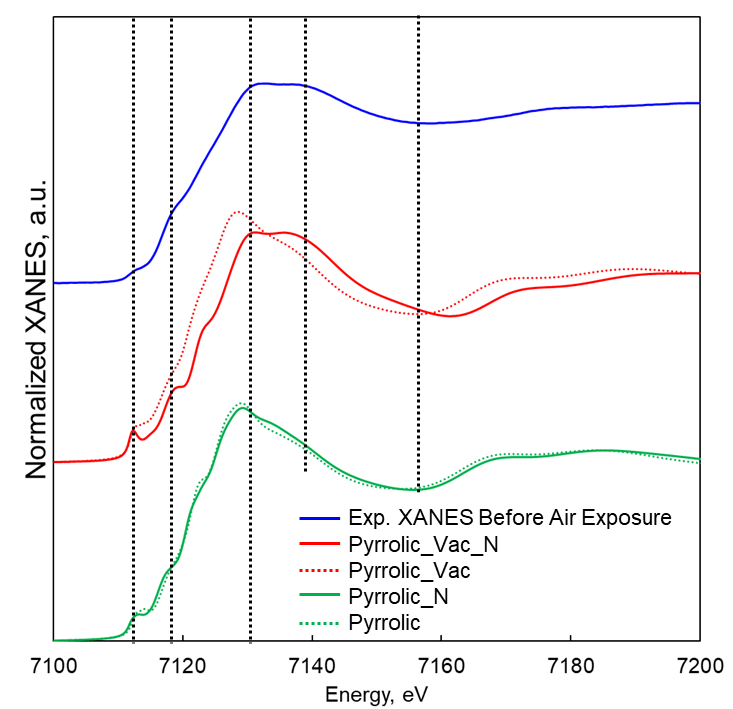 Normalized XANES, a.u.
Exp. XANES Before Air Exposure
Pyrrolic_Vac_N
Pyrrolic_Vac
Pyrrolic_N
Pyrrolic
7100 7120 7140 7160 7180 7200
Energy, eV